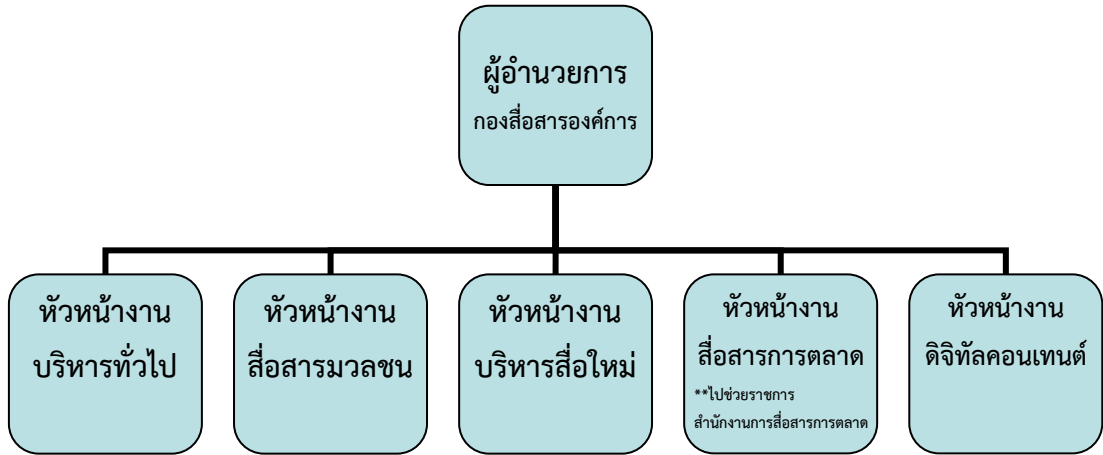 ผู้อำนวยการ
กองสื่อสารองค์การ
หัวหน้างาน
บริหารทั่วไป
หัวหน้างาน
สื่อสารมวลชน
หัวหน้างาน
บริหารสื่อใหม่
หัวหน้างาน
สื่อสารการตลาด
**ไปช่วยราชการ
สำนักงานการสื่อสารการตลาด
หัวหน้างาน
ดิจิทัลคอนเทนต์